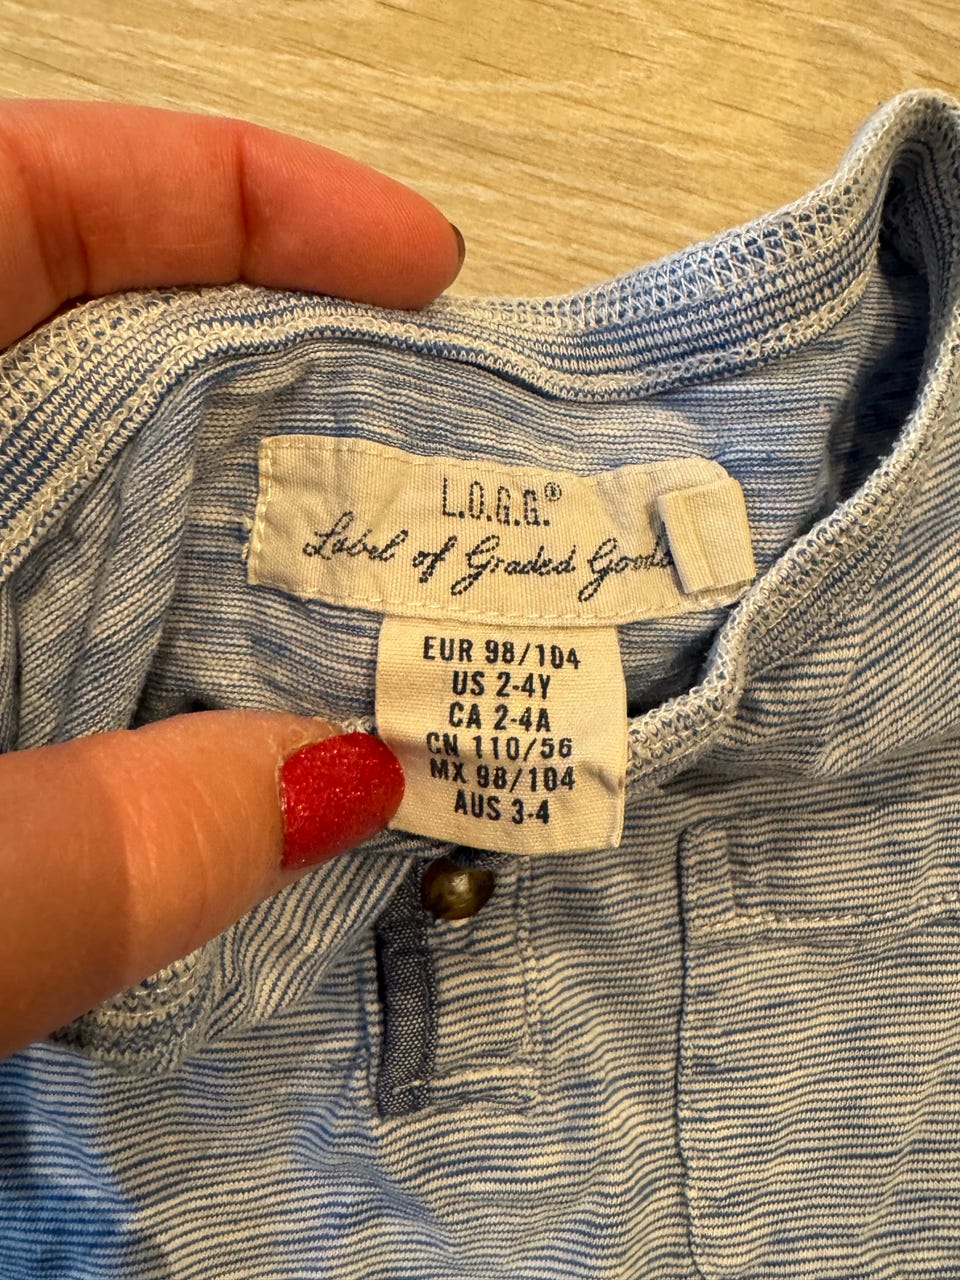 L.O.G.G.®
Label of Graded Goods
EUR 98/104
US 2-4Y
CA 2-4A
CN 110/56
MX 98/104
AUS 3-4